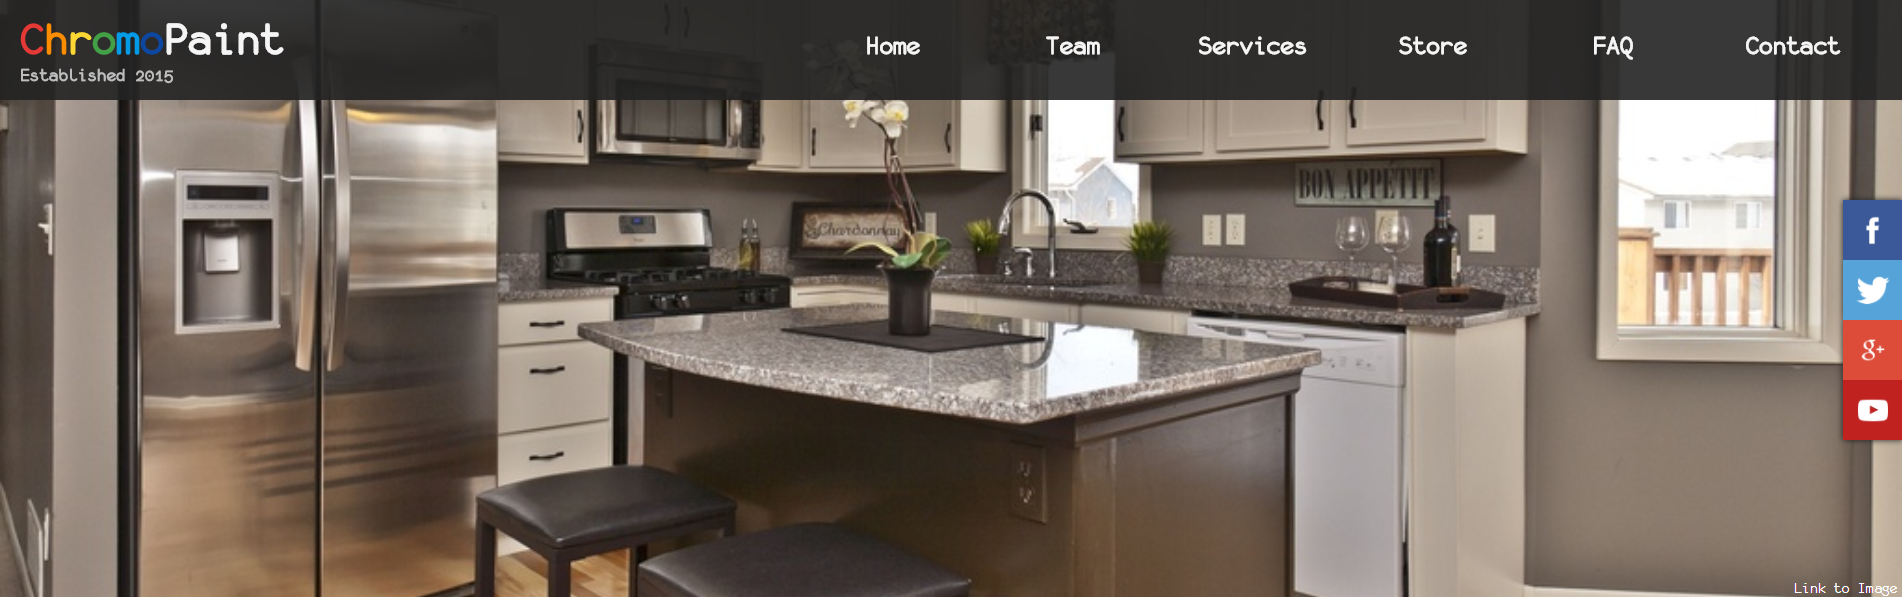 ChromoPaint
Established 2015
Home Team Services Store FAQ Contact
BON APPETIT
Chardonnay
f
g+
Link to Image